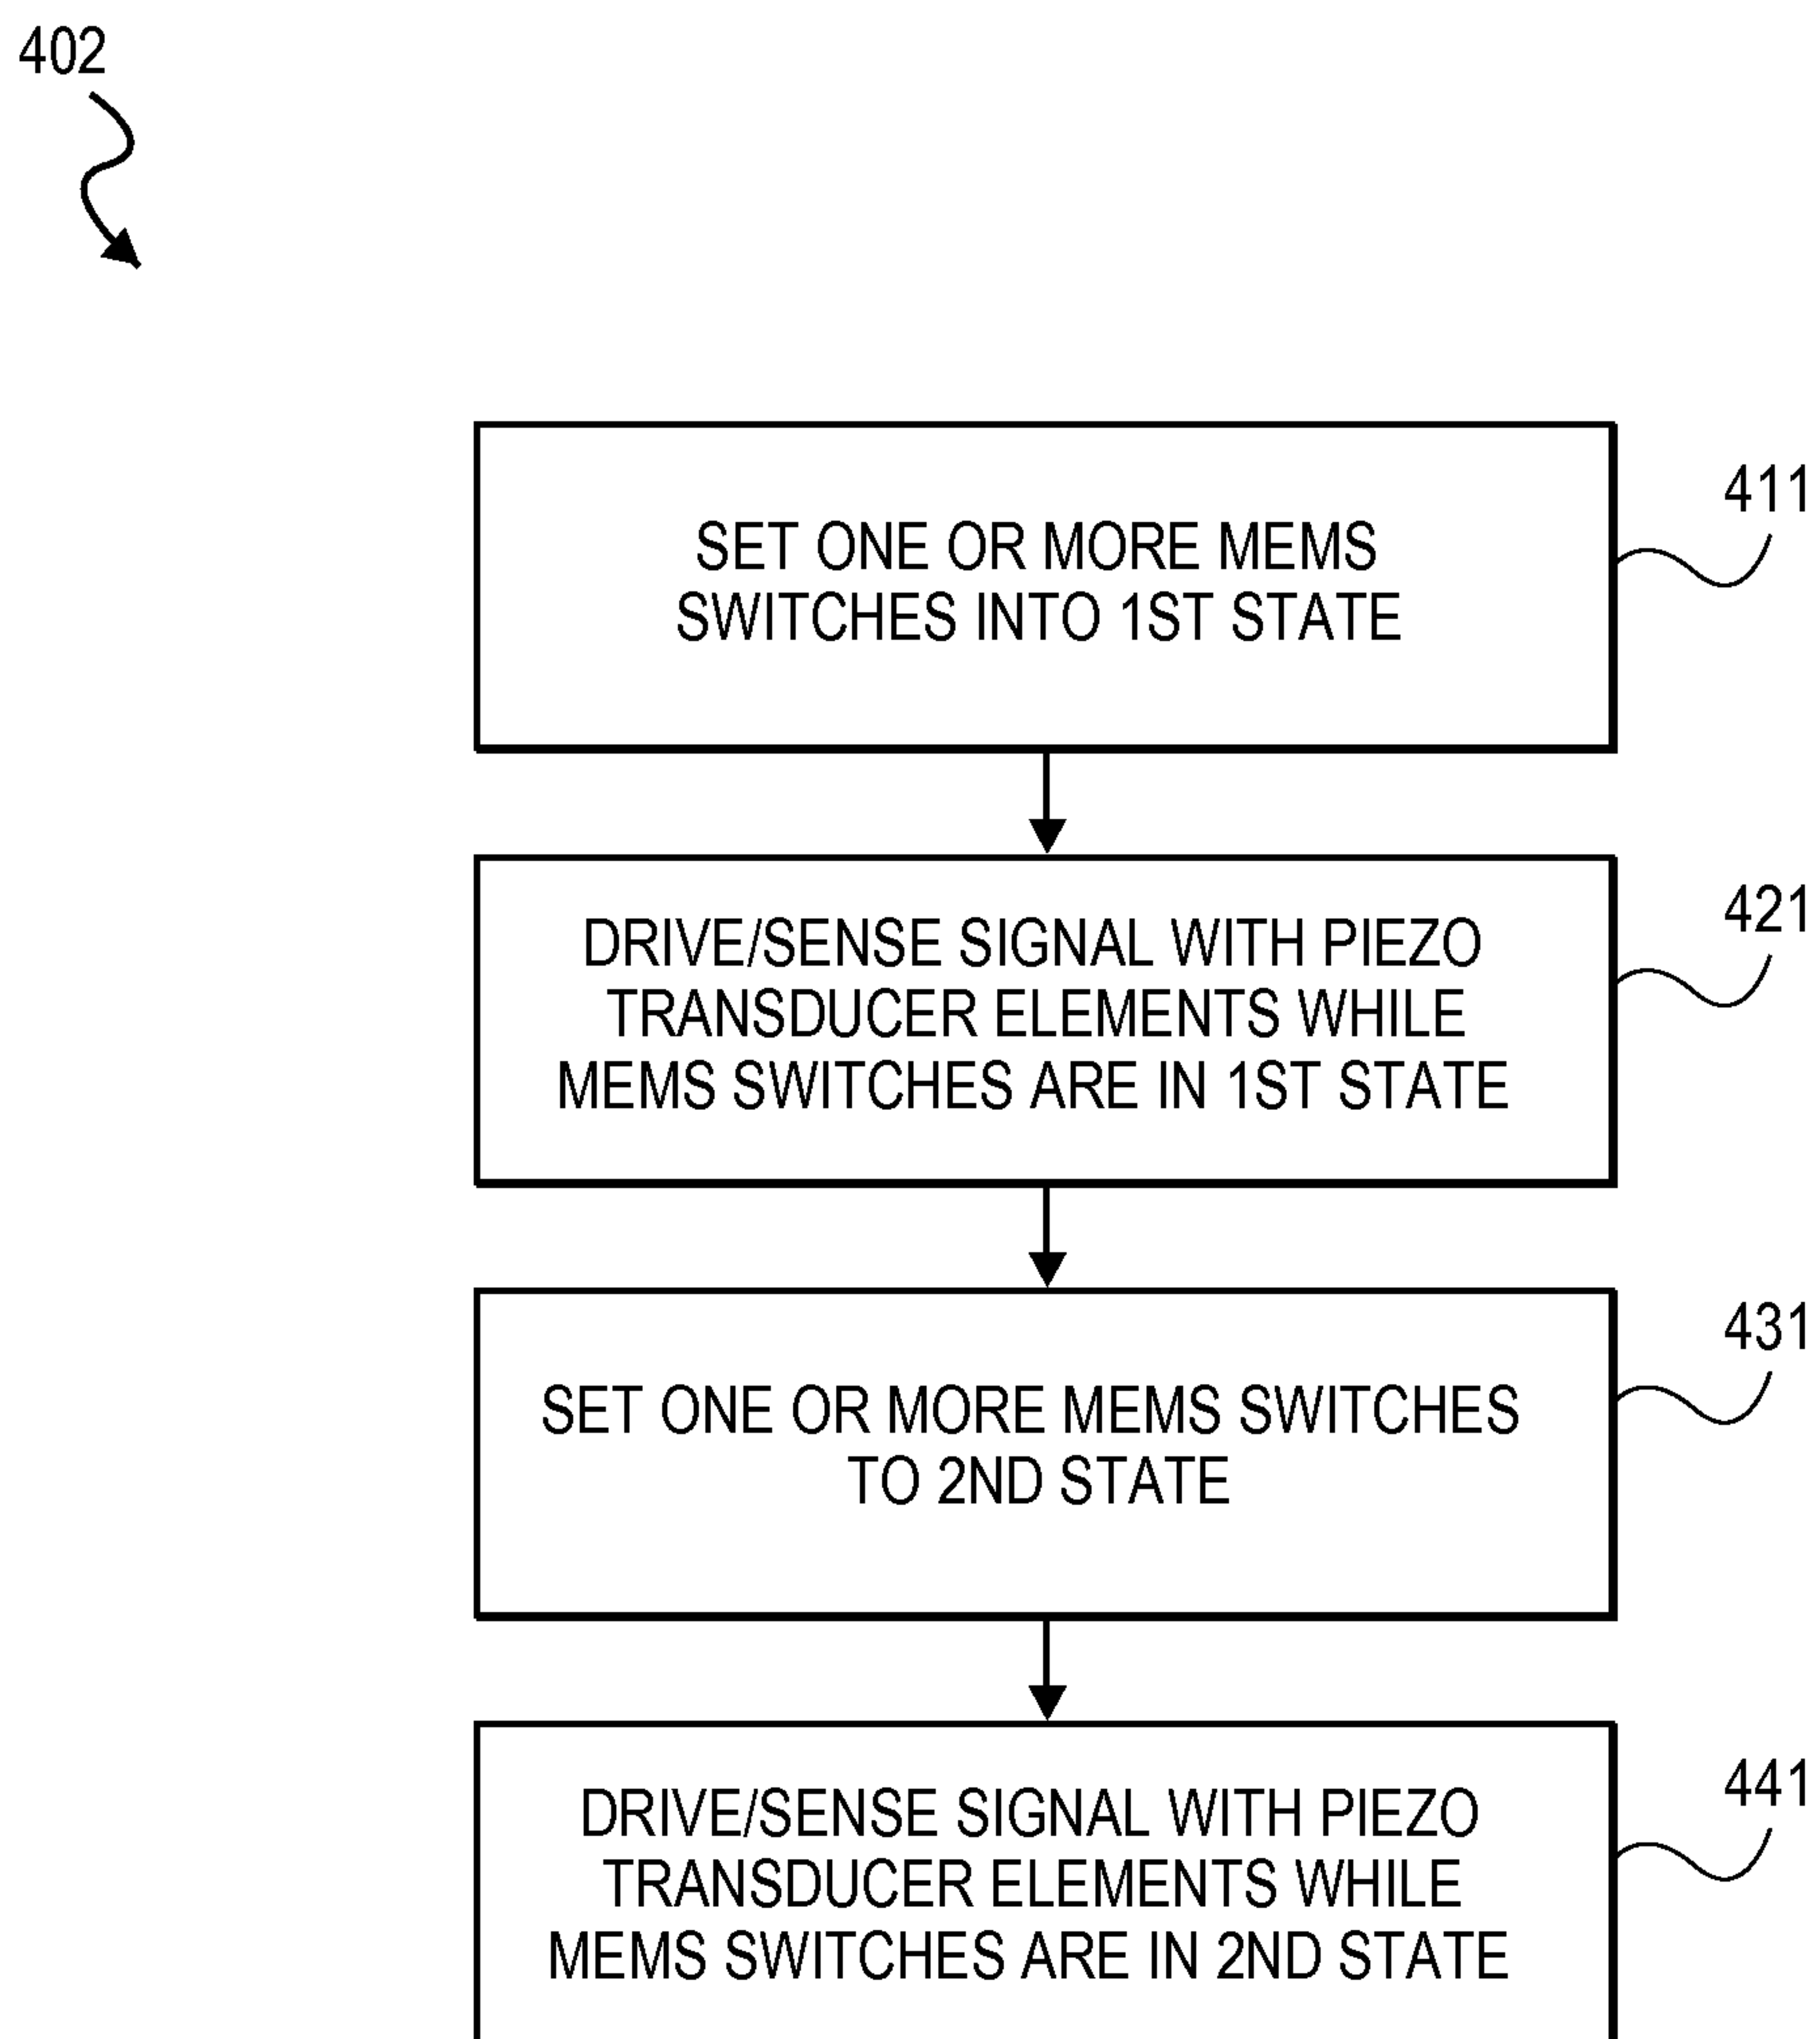 402
SET ONE OR MORE MEMS
SWITCHES INTO 1ST STATE
411
DRIVE/SENSE SIGNAL WITH PIEZO
TRANSDUCER ELEMENTS WHILE
MEMS SWITCHES ARE IN 1ST STATE
421
SET ONE OR MORE MEMS SWITCHES
TO 2ND STATE
431
DRIVE/SENSE SIGNAL WITH PIEZO
TRANSDUCER ELEMENTS WHILE
MEMS SWITCHES ARE IN 2ND STATE
441